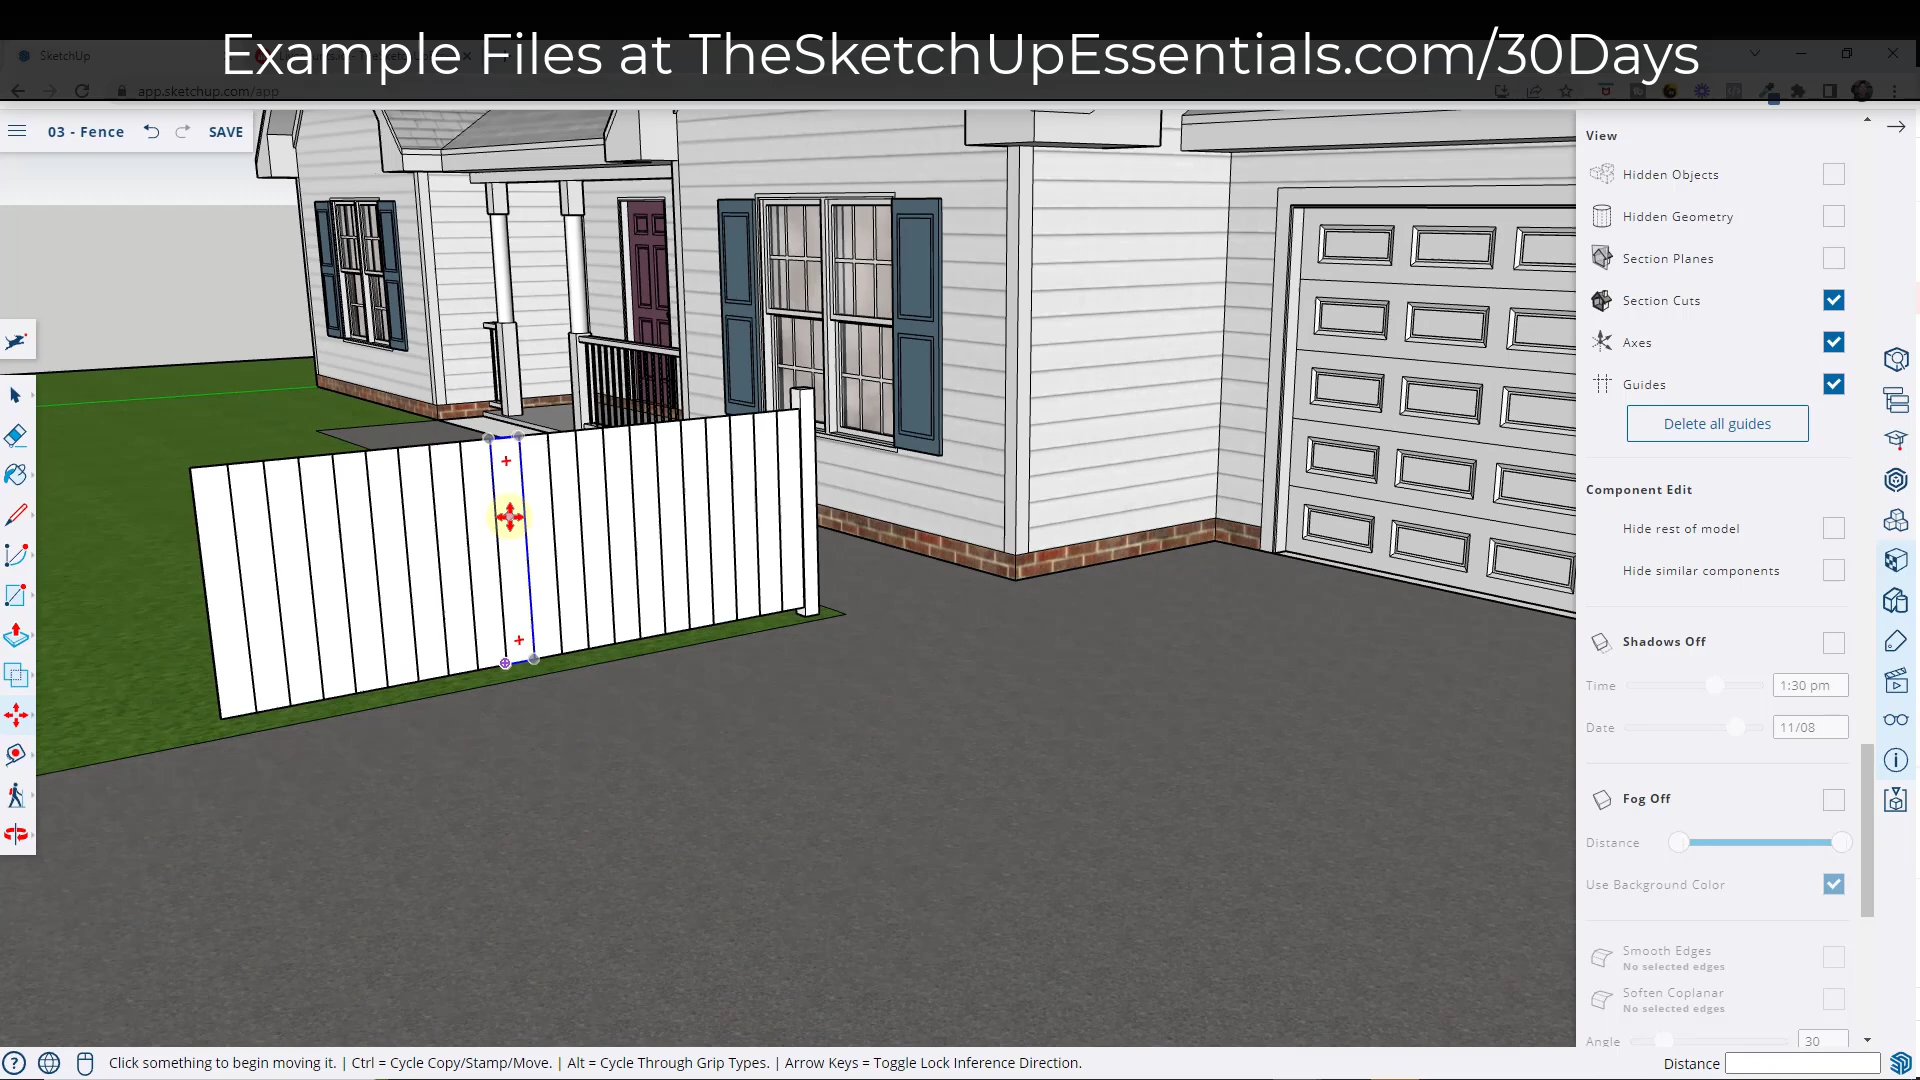 Example Files at TheSketchUpEssentials.com/30Days
SketchUp
app.sketchup.com/app
03 - Fence
SAVE
View
Hidden Objects
Hidden Geometry
Section Planes
Section Cuts
Axes
Guides
Delete all guides
Component Edit
Hide rest of model
Hide similar components
Shadows Off
Time
1:30 pm
Date
11/08
Fog Off
Distance
Use Background Color
Smooth Edges
No selected edges
Soften Coplanar
No selected edges
Angle
30
Click something to begin moving it. | Ctrl = Cycle Copy/Stamp/Move. | Alt = Cycle Through Grip Types. | Arrow Keys = Toggle Lock Inference Direction.
Distance